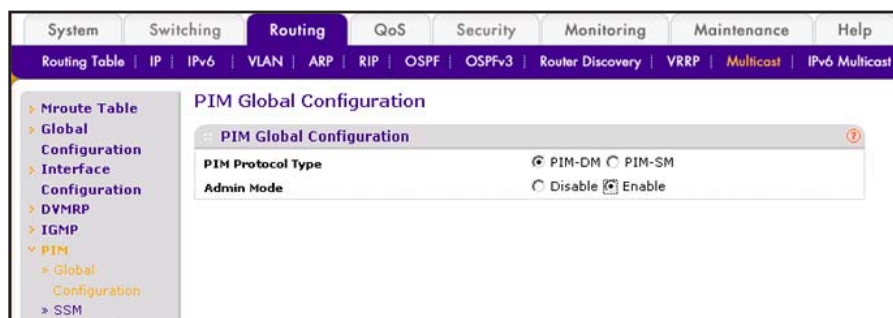 System Switching Routing QoS Security Monitoring Maintenance Help
Routing Table | IP | IPv6 | VLAN | ARP | RIP | OSPF | OSPFv3 | Router Discovery | VRRP | Multicast | IPv6 Multicast
Mroute Table
Global
Configuration
Interface
Configuration
DVMRP
IGMP
PIM
Global
Configuration
SSM
PIM Global Configuration
PIM Global Configuration
PIM Protocol Type PIM-DM PIM-SM
Admin Mode Disable Enable